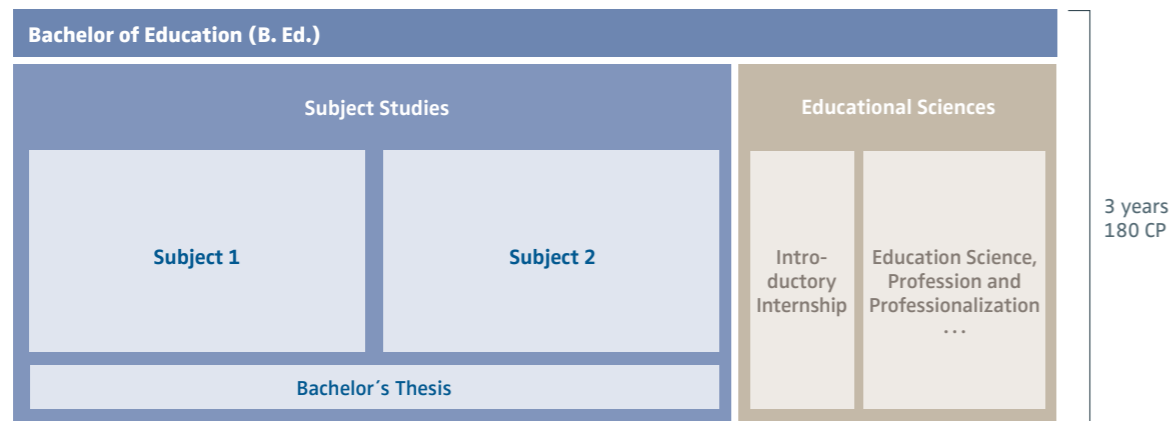 Bachelor of Education (B. Ed.)
Subject Studies
Educational Sciences
Subject 1
Subject 2
Intro-
ductory
Internship
Education Science,
Profession and
Professionalization
...
Bachelor´s Thesis
3 years
180 CP